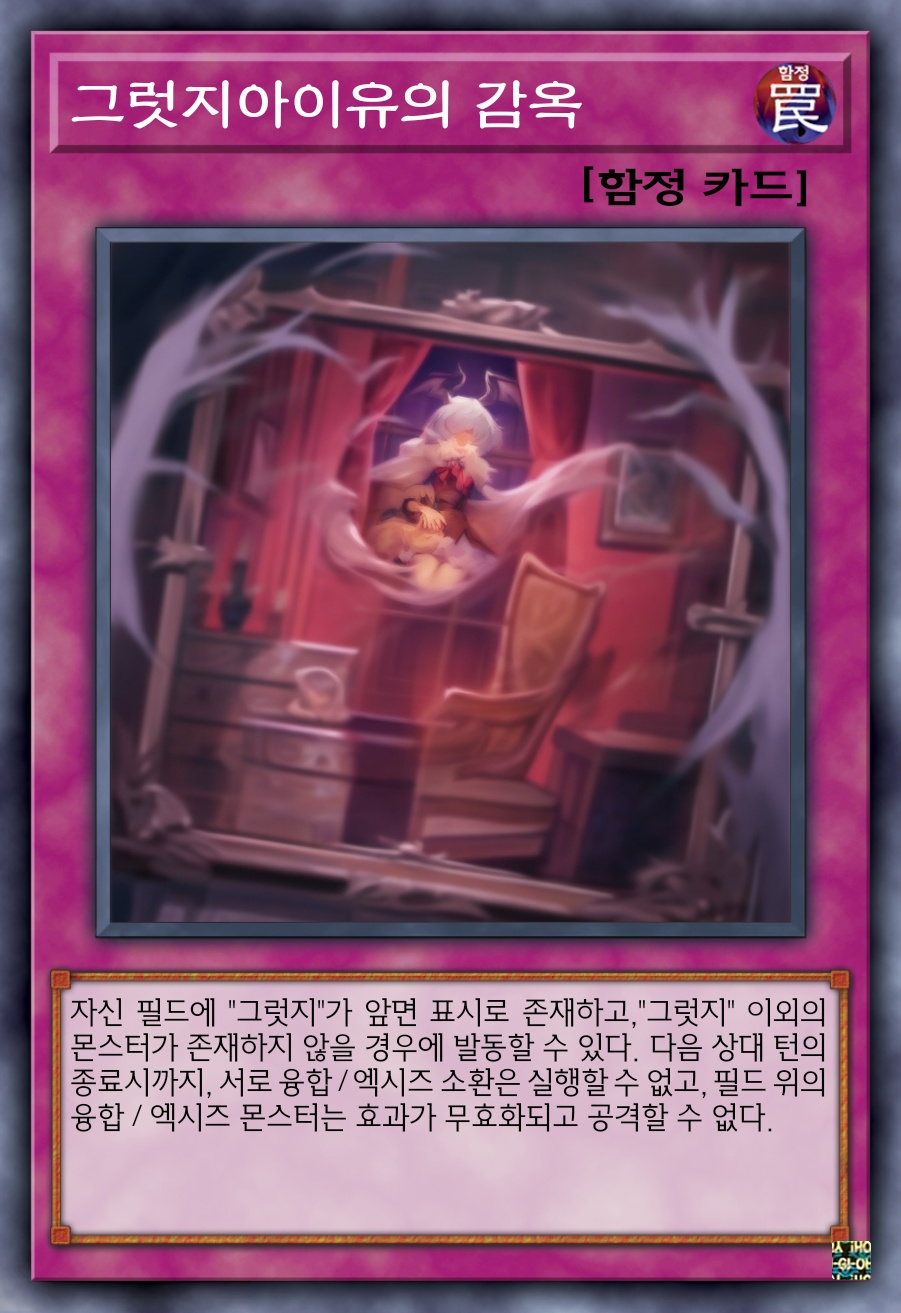 그럿지아이유의 감옥
함정
罠
[함정 카드]
자신 필드에 "그럿지"가 앞면 표시로 존재하고,"그럿지" 이외의
몬스터가 존재하지 않을 경우에 발동할 수 있다. 다음 상대 턴의
종료시까지, 서로 융합 / 엑시즈 소환은 실행할 수 없고, 필드 위의
융합 / 엑시즈 몬스터는 효과가 무효화되고 공격할 수 없다.